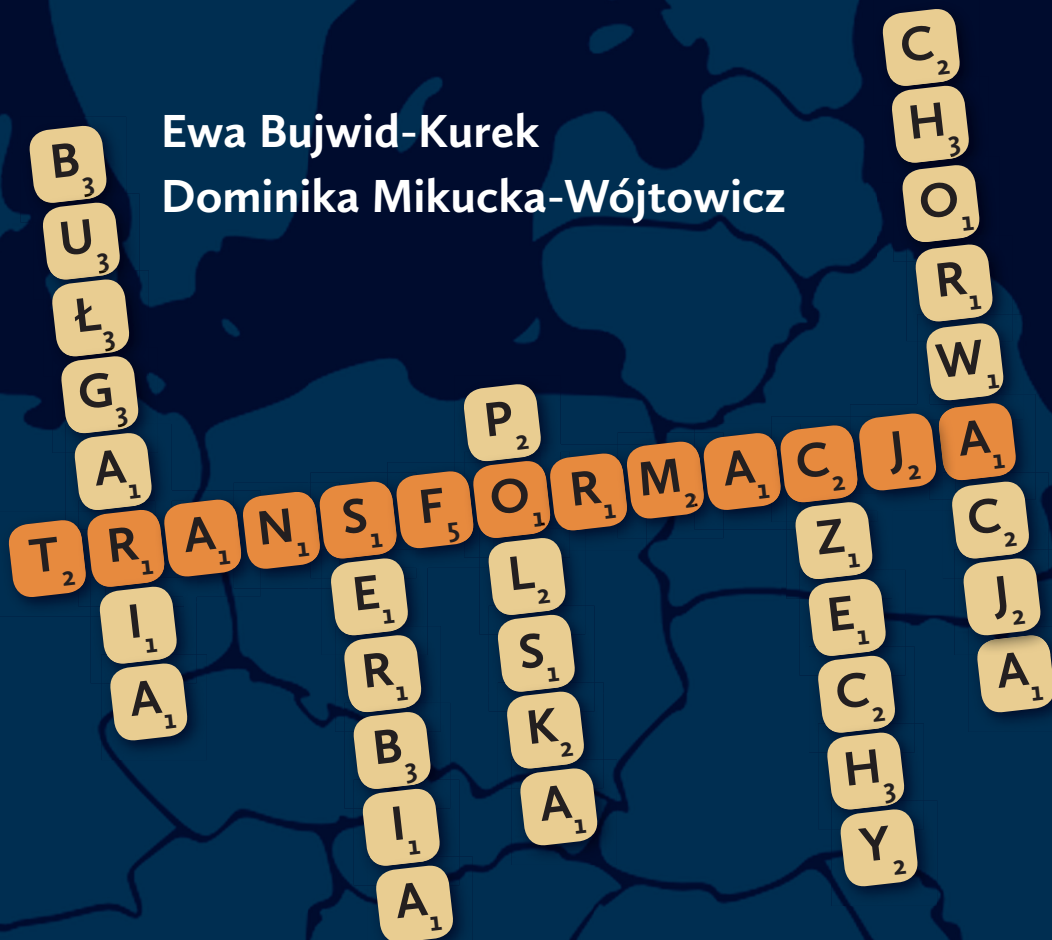 Ewa Bujwid-Kurek
Dominika Mikucka-Wójtowicz
BUŁGARIA
TRANSFORMACJA
SERBIA
POLSKA
CZECHY
CHORWACJA